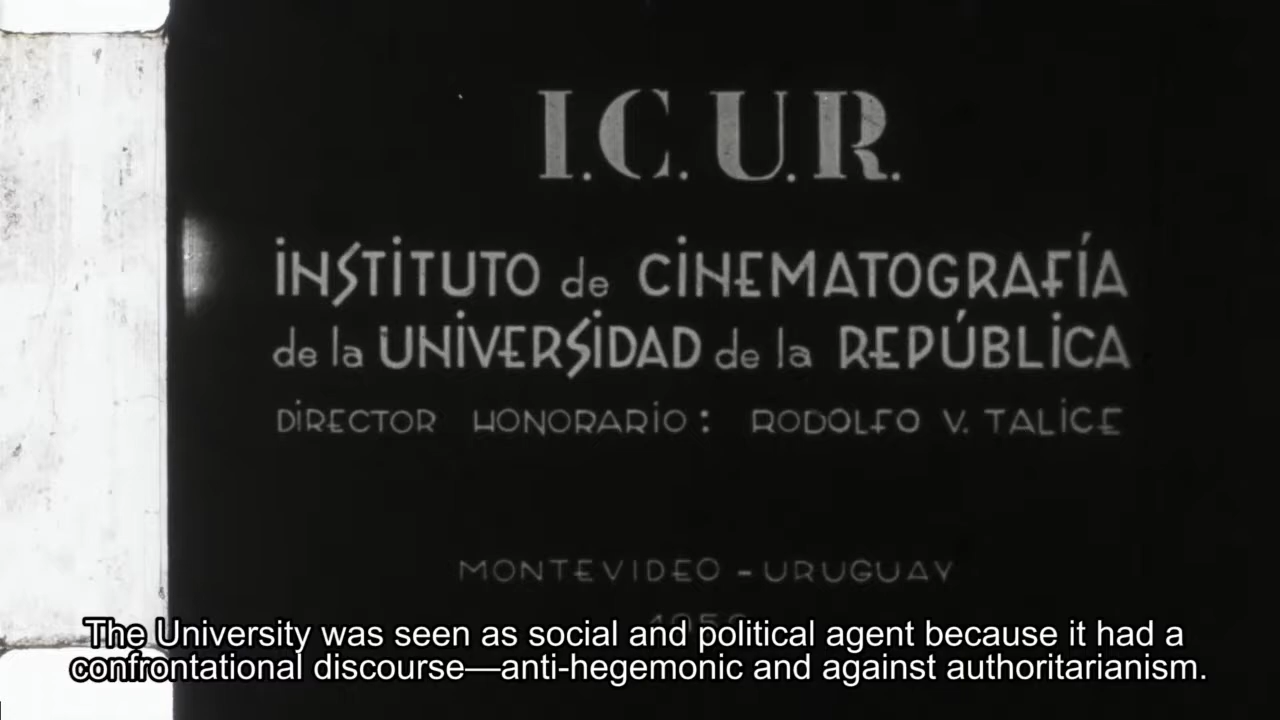 I.C.U.R.
INSTITUTO de CINEMATOGRAFÍA
de la UNIVERSIDAD de la REPÚBLICA
DIRECTOR HONORARIO: RODOLFO V. TALICE
MONTEVIDEO - URUGUAY
The University was seen as social and political agent because it had a
confrontational discourse—anti-hegemonic and against authoritarianism.